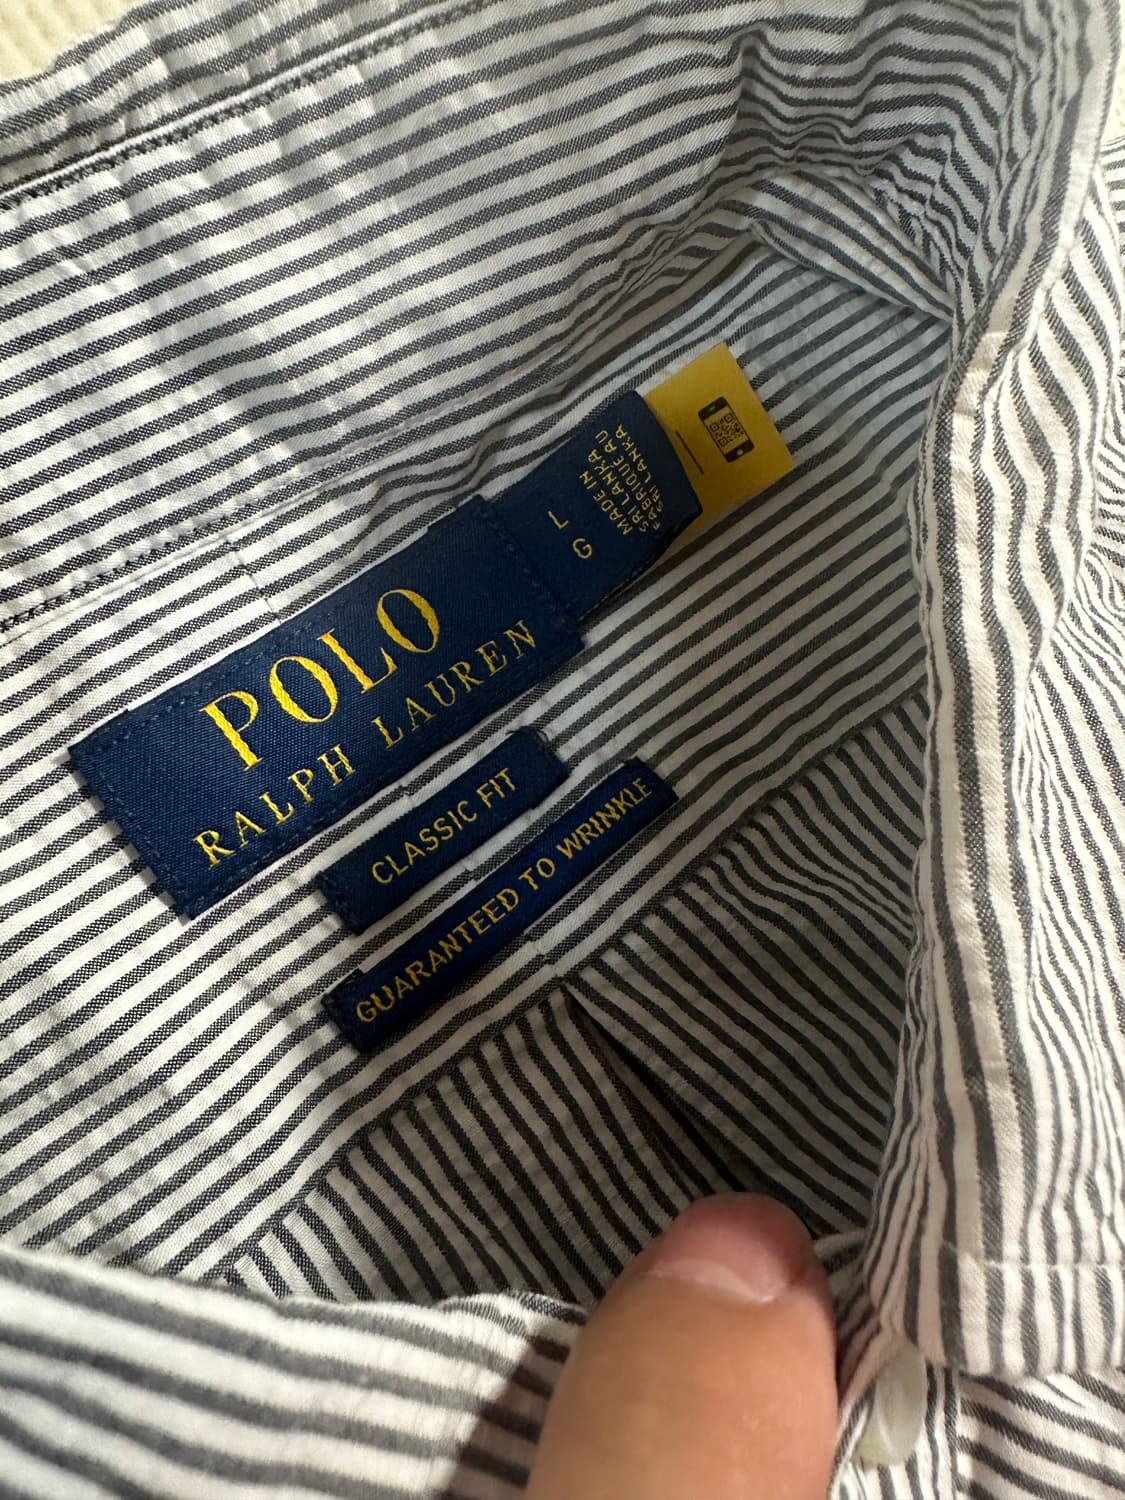 POLO
RALPH LAUREN
L
G
MADE IN
SRI LANKA
FABRIQUÉ AU
SRI LANKA
CLASSIC FIT
GUARANTEED TO WRINKLE